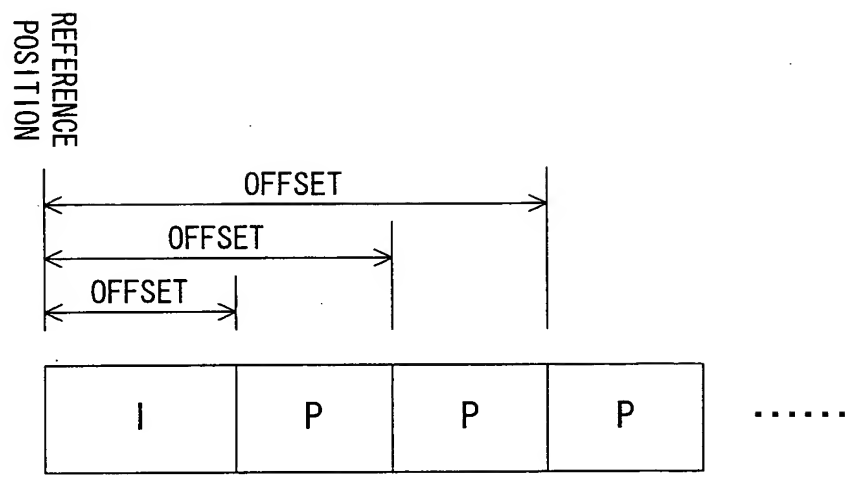 REFERENCE
POSITION
OFFSET
OFFSET
OFFSET
I P P P ......